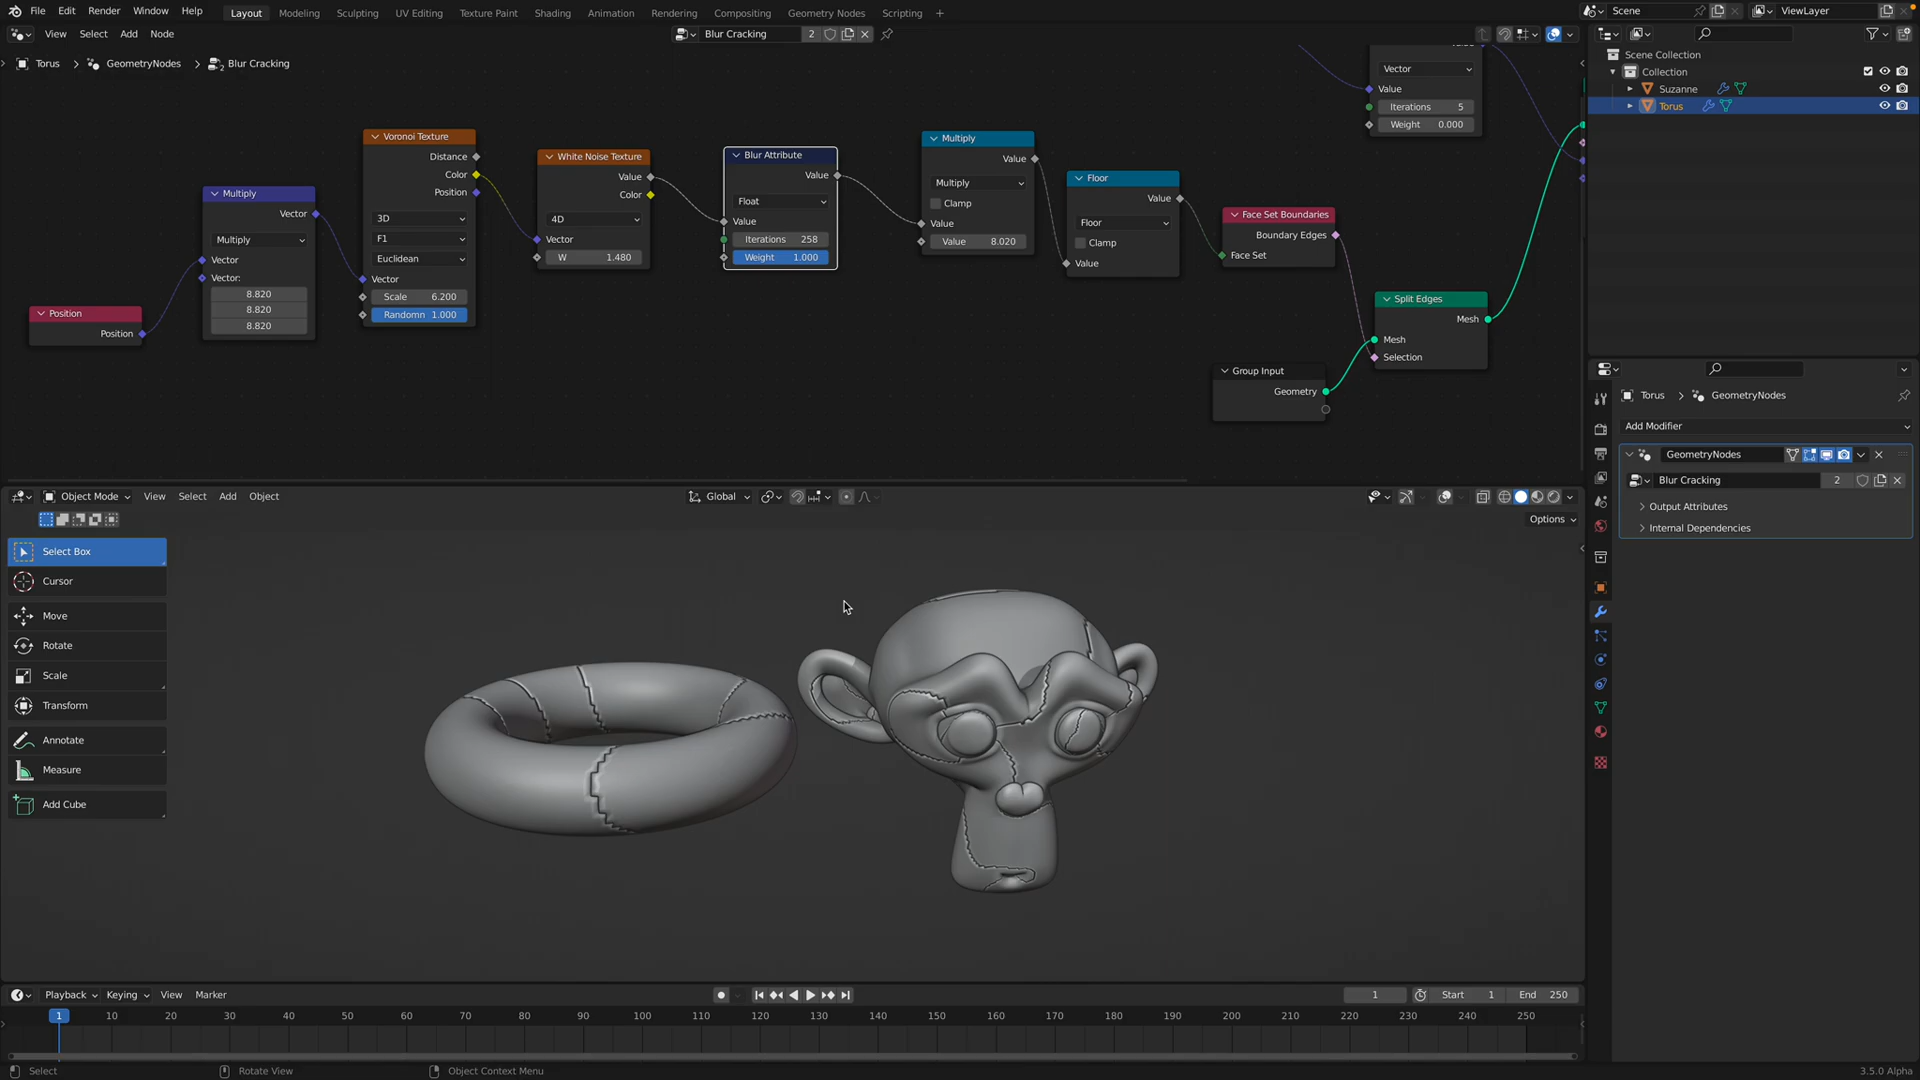 File Edit Render Window Help Layout Modeling Sculpting UV Editing Texture Paint Shading Animation Rendering Compositing Geometry Nodes Scripting + Scene ViewLayer
View Select Add Node Blur Cracking 2
Torus > GeometryNodes > Blur Cracking
Scene Collection
Collection
Suzanne
Torus
Vector
Value
Iterations 5
Weight 0.000
Voronoi Texture
Distance
Color
Position
3D
F1
Euclidean
Vector
Scale 6.200
Randomn 1.000
White Noise Texture
Value
Color
4D
Vector
W 1.480
Blur Attribute
Value
Float
Value
Iterations 258
Weight 1.000
Multiply
Value
Multiply
Clamp
Value
Value 8.020
Floor
Value
Floor
Clamp
Value
Face Set Boundaries
Boundary Edges
Face Set
Multiply
Vector
Multiply
Vector
Vector:
8.820
8.820
8.820
Position
Position
Split Edges
Mesh
Mesh
Selection
Group Input
Geometry
Torus > GeometryNodes
Add Modifier
GeometryNodes
Blur Cracking 2
Output Attributes
Internal Dependencies
Object Mode View Select Add Object Global
Options
Select Box
Cursor
Move
Rotate
Scale
Transform
Annotate
Measure
Add Cube
Playback Keying View Marker 1 Start 1 End 250
1 10 20 30 40 50 60 70 80 90 100 110 120 130 140 150 160 170 180 190 200 210 220 230 240 250
Select Rotate View Object Context Menu 3.5.0 Alpha